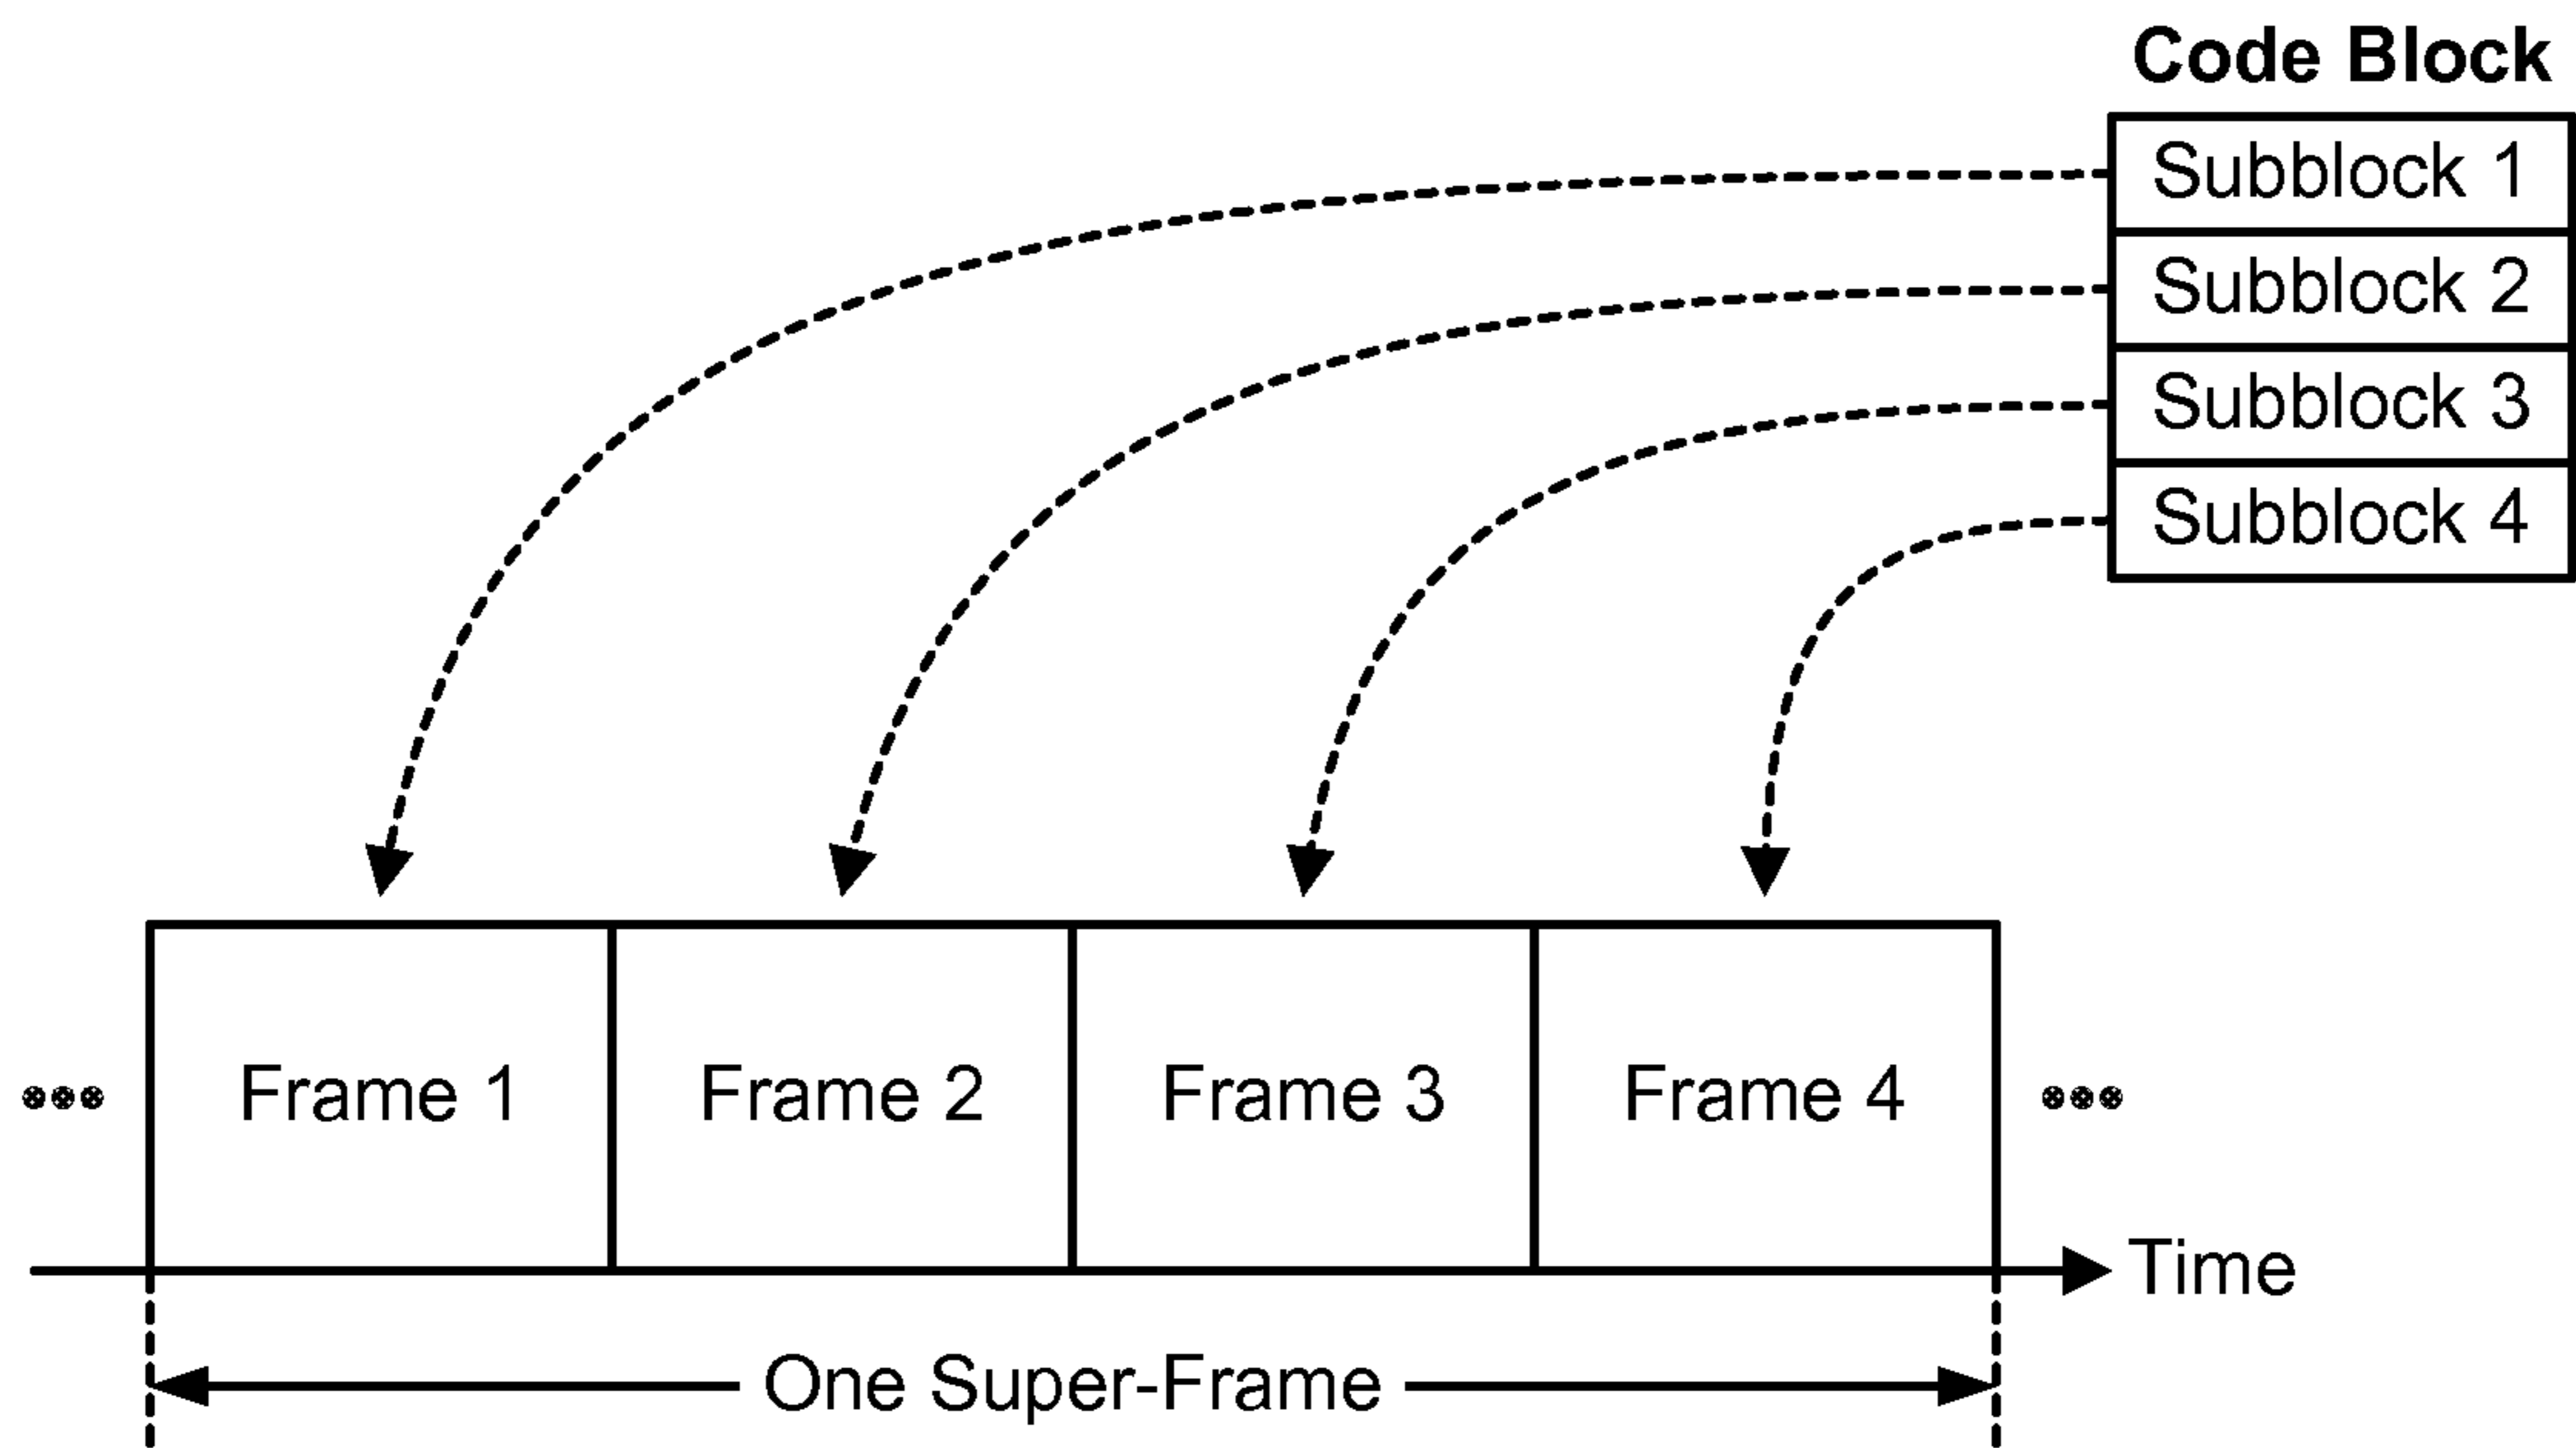 Code Block
Subblock 1
Subblock 2
Subblock 3
Subblock 4
Frame 1
Frame 2
Frame 3
Frame 4
Time
One Super-Frame